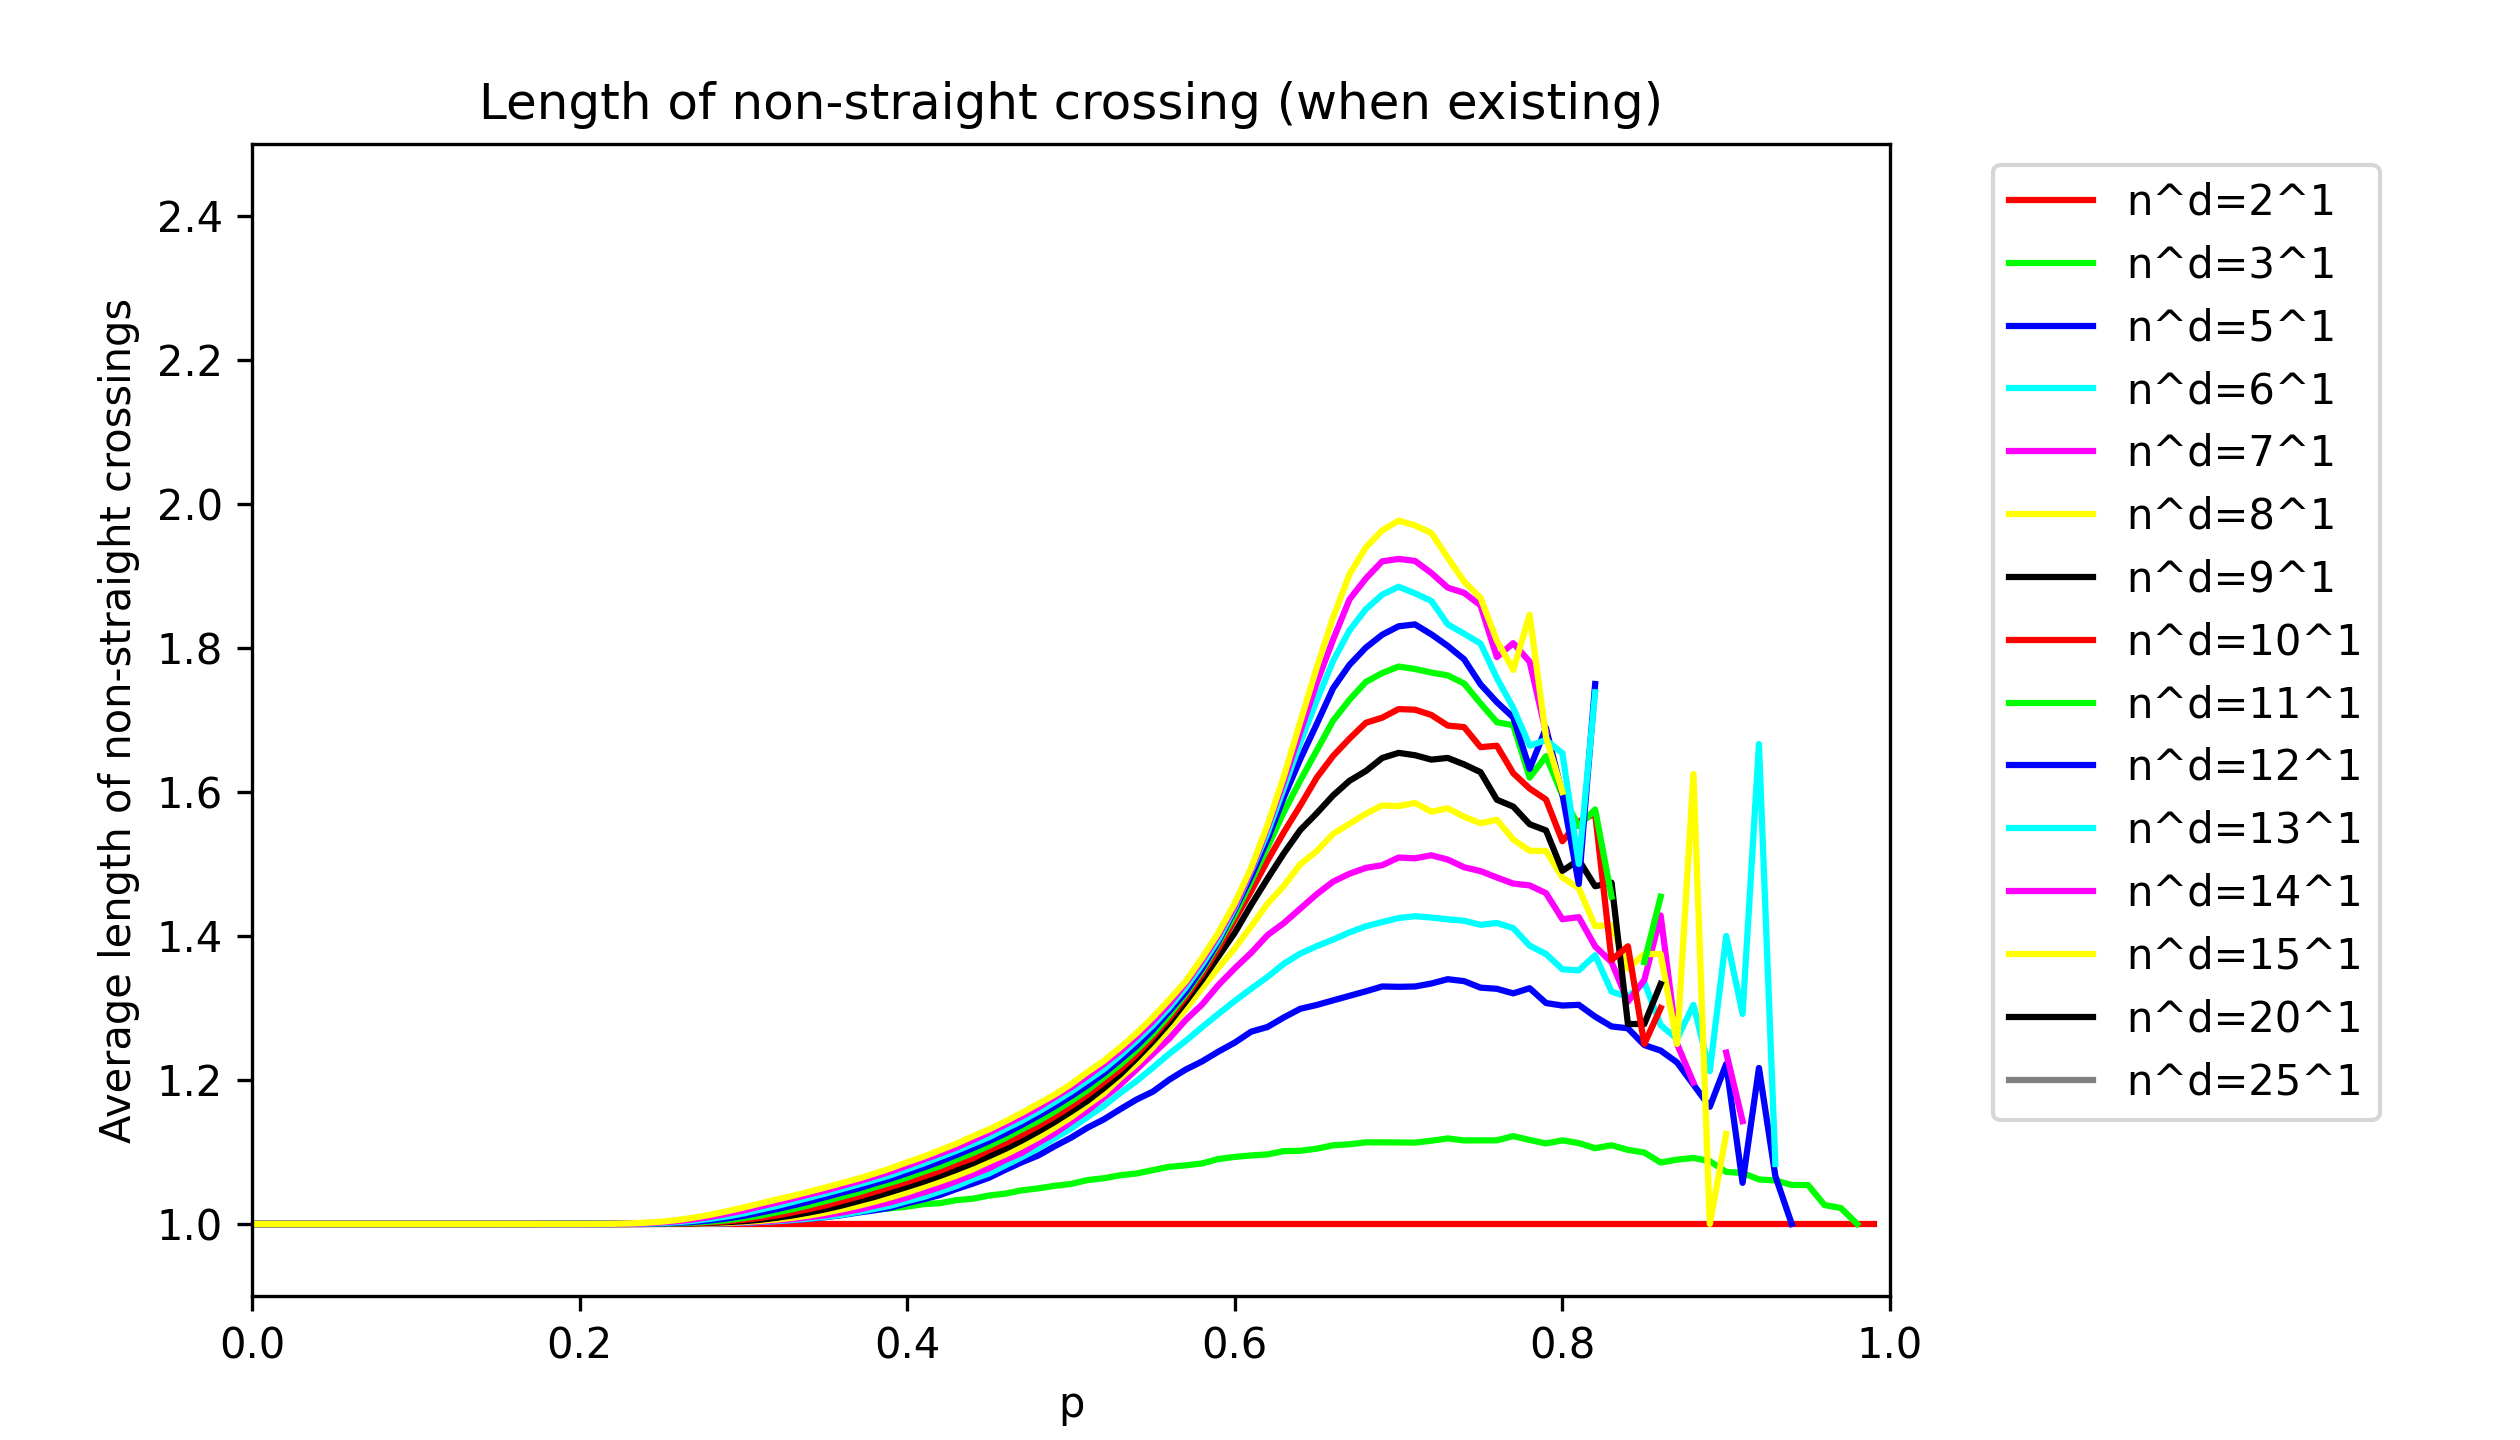 Length of non-straight crossing (when existing)
Average length of non-straight crossings
2.4
2.2
2.0
1.8
1.6
1.4
1.2
1.0
0.0 0.2 0.4 0.6 0.8 1.0
p
n^d=2^1
n^d=3^1
n^d=5^1
n^d=6^1
n^d=7^1
n^d=8^1
n^d=9^1
n^d=10^1
n^d=11^1
n^d=12^1
n^d=13^1
n^d=14^1
n^d=15^1
n^d=20^1
n^d=25^1